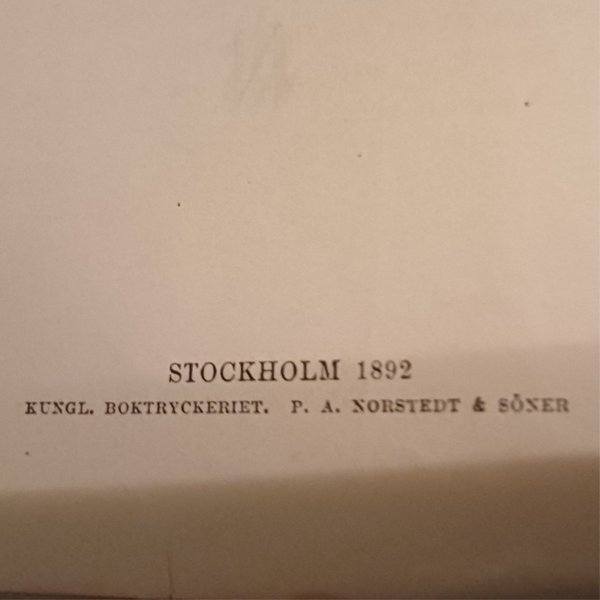 STOCKHOLM 1892
KUNGL. BOKTRYCKERIET. P. A. NORSTEDT & SÖNER